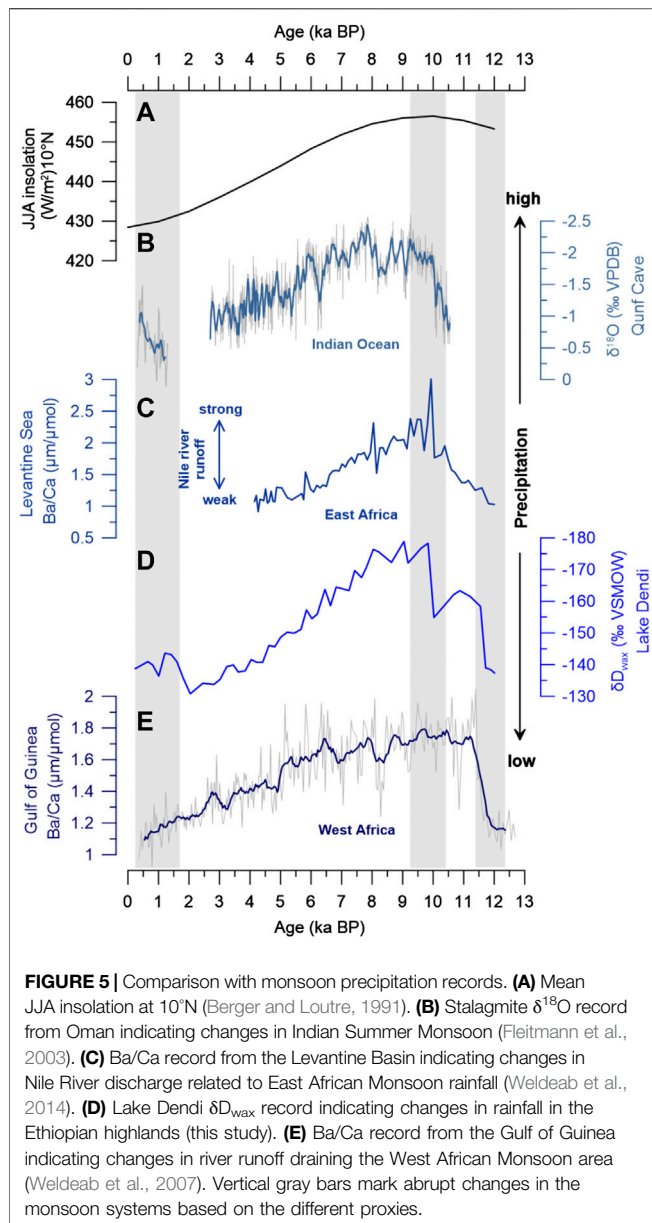 Age (ka BP)
0 1 2 3 4 5 6 7 8 9 10 11 12 13
A
460
450
440
430
420
JJA insolation
(W/m²)10°N
high
B
-2.5
-2
-1.5
-1
-0.5
0
δ¹⁸O (‰ VPDB)
Qunf Cave
Indian Ocean
C
3
2.5
2
1.5
1
0.5
Levantine Sea
Ba/Ca (µm/µmol)
strong
Nile river
runoff
weak
East Africa
Precipitation
D
-180
-170
-160
-150
-140
-130
δDwax (‰ VSMOW)
Lake Dendi
E
2
1.8
1.6
1.4
1.2
1
Gulf of Guinea
Ba/Ca (µm/µmol)
low
West Africa
0 1 2 3 4 5 6 7 8 9 10 11 12 13
Age (ka BP)
FIGURE 5 | Comparison with monsoon precipitation records. (A) Mean
JJA insolation at 10°N (Berger and Loutre, 1991). (B) Stalagmite δ¹⁸O record
from Oman indicating changes in Indian Summer Monsoon (Fleitmann et al.,
2003). (C) Ba/Ca record from the Levantine Basin indicating changes in
Nile River discharge related to East African Monsoon rainfall (Weldeab et al.,
2014). (D) Lake Dendi δDwax record indicating changes in rainfall in the
Ethiopian highlands (this study). (E) Ba/Ca record from the Gulf of Guinea
indicating changes in river runoff draining the West African Monsoon area
(Weldeab et al., 2007). Vertical gray bars mark abrupt changes in the
monsoon systems based on the different proxies.